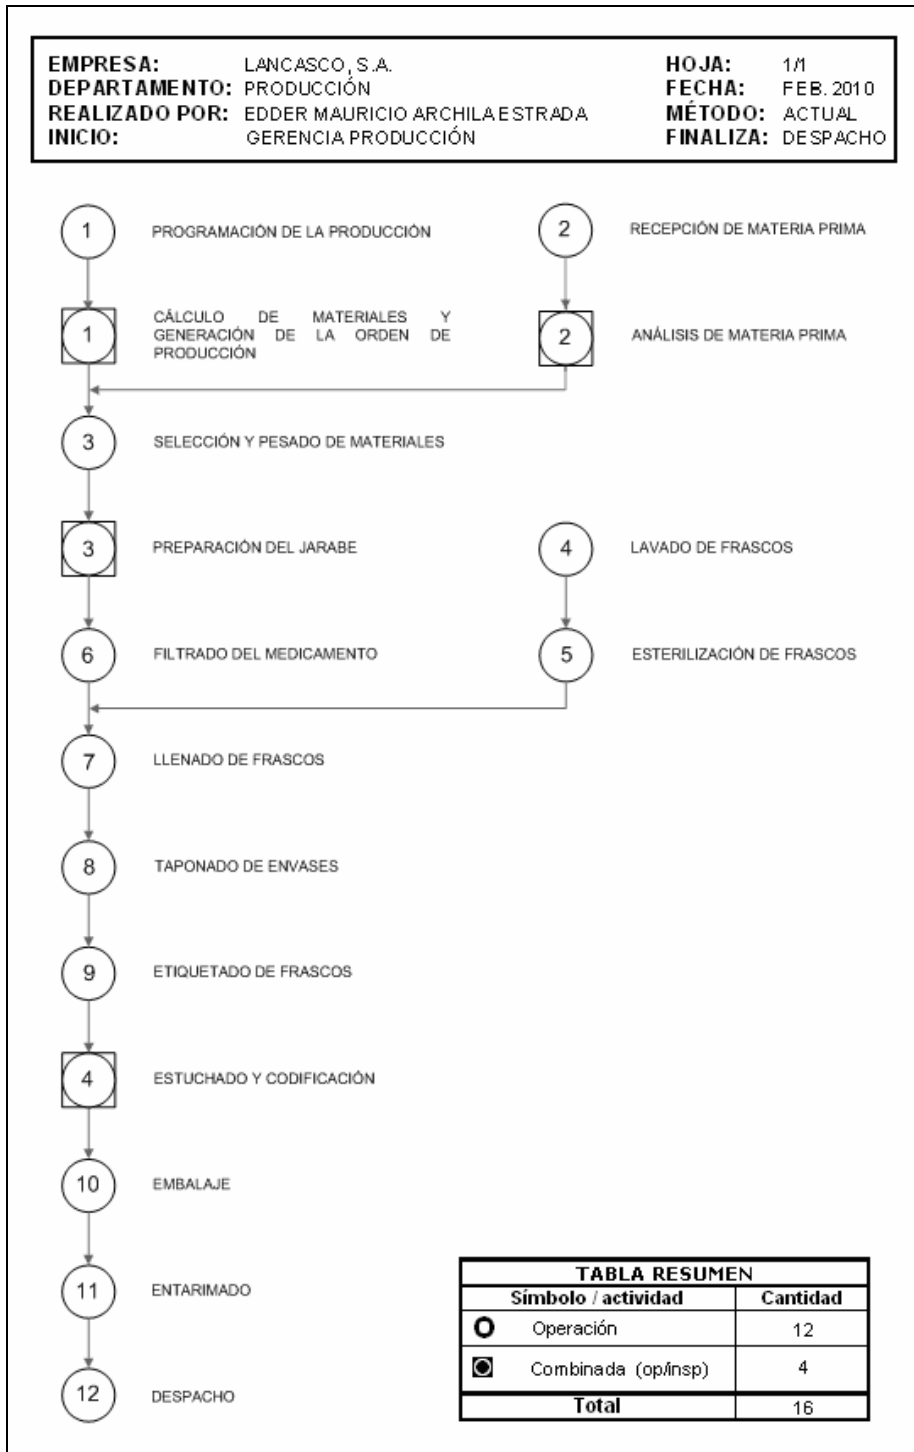 EMPRESA: LANCASCO, S.A. HOJA: 1/1
DEPARTAMENTO: PRODUCCIÓN FECHA: FEB. 2010
REALIZADO POR: EDDER MAURICIO ARCHILA ESTRADA MÉTODO: ACTUAL
INICIO: GERENCIA PRODUCCIÓN FINALIZA: DESPACHO
1 PROGRAMACIÓN DE LA PRODUCCIÓN 2 RECEPCIÓN DE MATERIA PRIMA
CÁLCULO DE MATERIALES Y
1 GENERACIÓN DE LA ORDEN DE 2 ANÁLISIS DE MATERIA PRIMA
PRODUCCIÓN
3 SELECCIÓN Y PESADO DE MATERIALES
3 PREPARACIÓN DEL JARABE 4 LAVADO DE FRASCOS
6 FILTRADO DEL MEDICAMENTO 5 ESTERILIZACIÓN DE FRASCOS
7 LLENADO DE FRASCOS
8 TAPONADO DE ENVASES
9 ETIQUETADO DE FRASCOS
4 ESTUCHADO Y CODIFICACIÓN
10 EMBALAJE
11 ENTARIMADO
12 DESPACHO
TABLA RESUMEN
Símbolo / actividad Cantidad
Operación 12
Combinada (op/insp) 4
Total 16